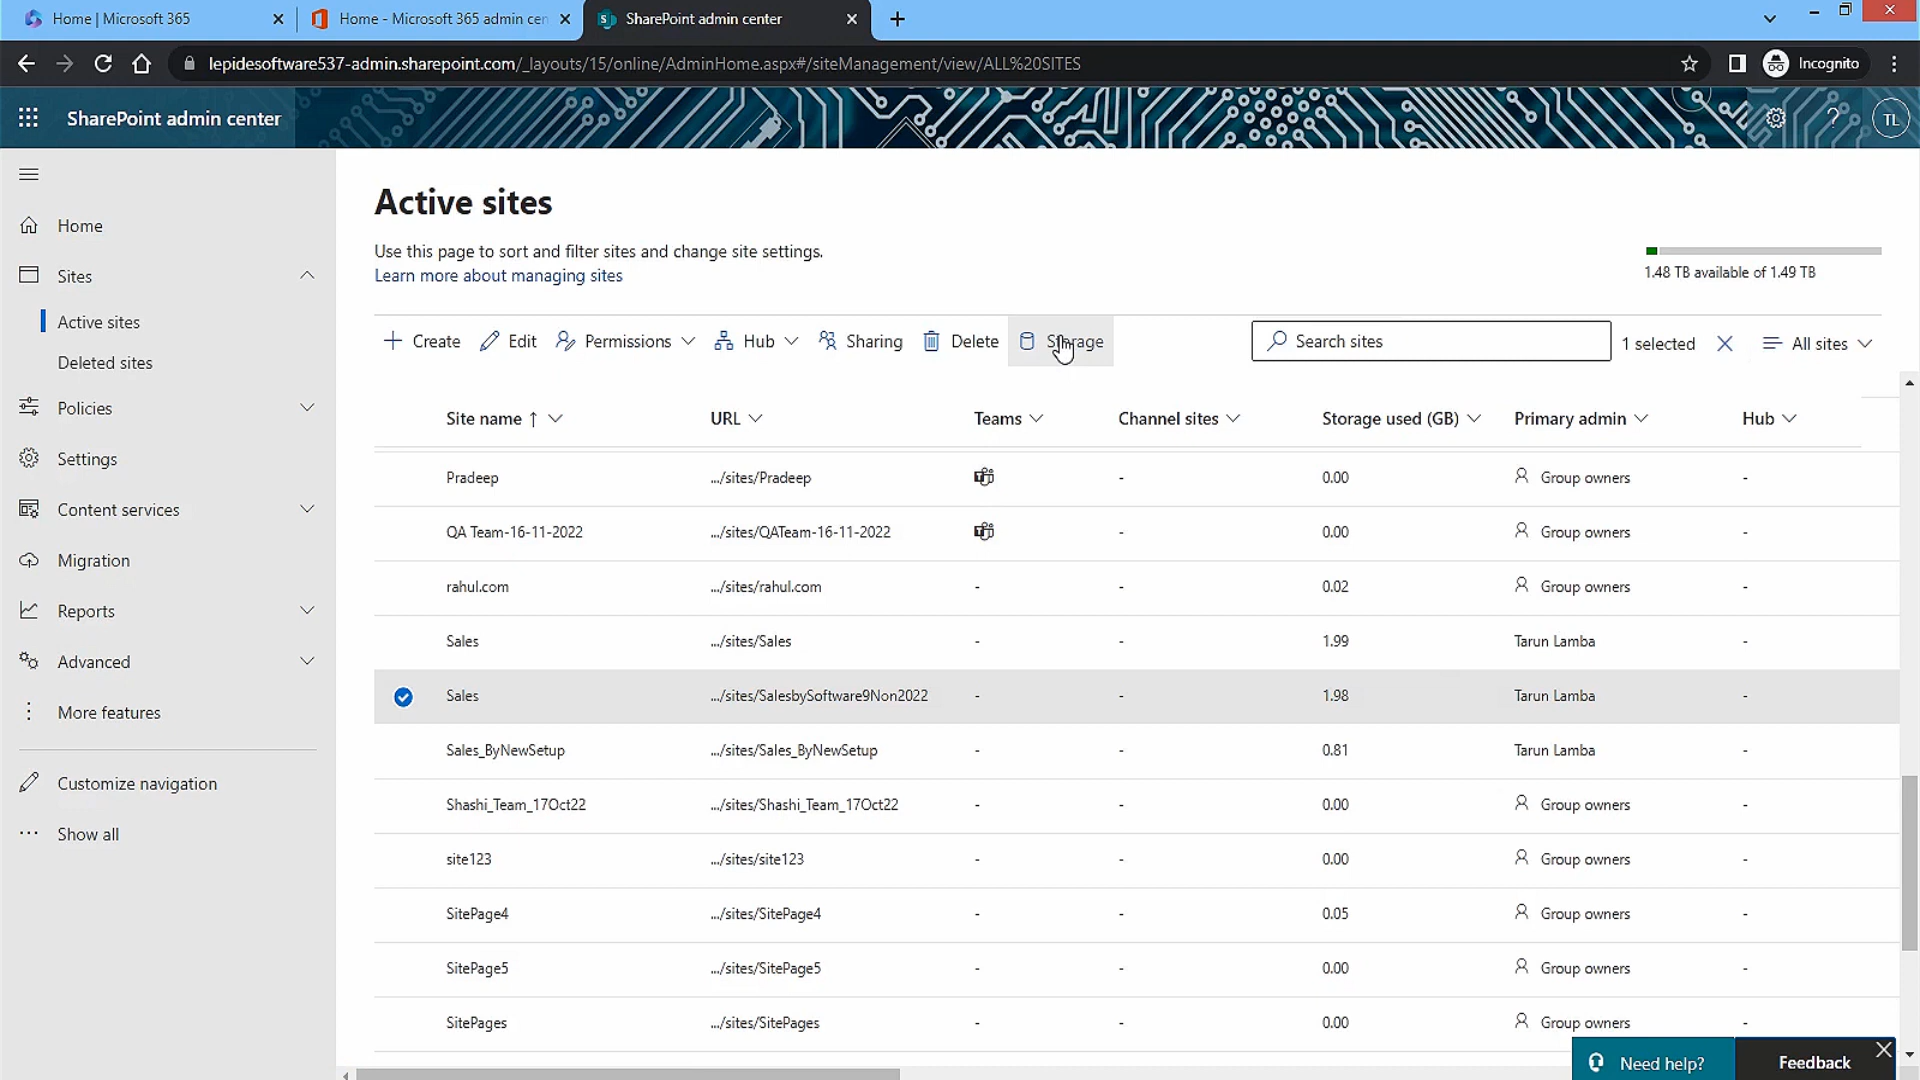 Home | Microsoft 365
Home - Microsoft 365 admin cen
SharePoint admin center
lepidesoftware537-admin.sharepoint.com/_layouts/15/online/AdminHome.aspx#/siteManagement/view/ALL%20SITES
Incognito
SharePoint admin center
TL
Home
Sites
Active sites
Deleted sites
Policies
Settings
Content services
Migration
Reports
Advanced
More features
Customize navigation
Show all
Active sites
Use this page to sort and filter sites and change site settings.
Learn more about managing sites
1.48 TB available of 1.49 TB
Create Edit Permissions Hub Sharing Delete Storage
Search sites
1 selected
All sites
Site name ↑ URL Teams Channel sites Storage used (GB) Primary admin Hub
Pradeep .../sites/Pradeep - 0.00 Group owners -
QA Team-16-11-2022 .../sites/QATeam-16-11-2022 - 0.00 Group owners -
rahul.com .../sites/rahul.com - - 0.02 Group owners -
Sales .../sites/Sales - - 1.99 Tarun Lamba -
Sales .../sites/SalesbySoftware9Non2022 - - 1.98 Tarun Lamba -
Sales_ByNewSetup .../sites/Sales_ByNewSetup - - 0.81 Tarun Lamba -
Shashi_Team_17Oct22 .../sites/Shashi_Team_17Oct22 - - 0.00 Group owners -
site123 .../sites/site123 - - 0.00 Group owners -
SitePage4 .../sites/SitePage4 - - 0.05 Group owners -
SitePage5 .../sites/SitePage5 - - 0.00 Group owners -
SitePages .../sites/SitePages - - 0.00 Group owners -
Need help?
Feedback